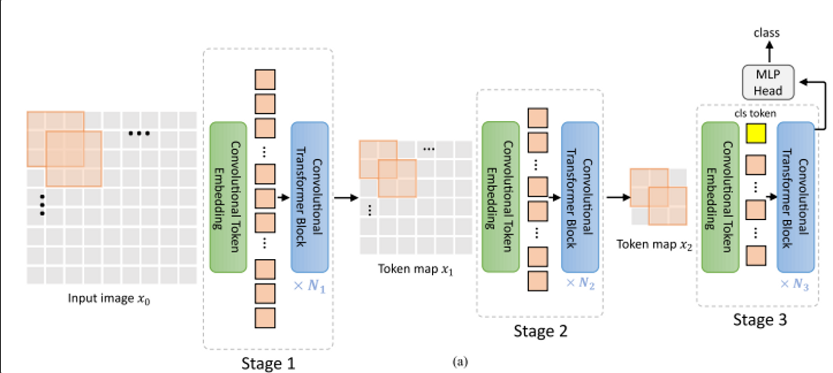 class
MLP
Head
cls token
Convolutional Token
Embedding
Convolutional
Transformer Block
× N₁
Input image x₀
Stage 1
Token map x₁
Convolutional Token
Embedding
Convolutional
Transformer Block
× N₂
Stage 2
Token map x₂
Convolutional Token
Embedding
Convolutional
Transformer Block
× N₃
Stage 3
(a)